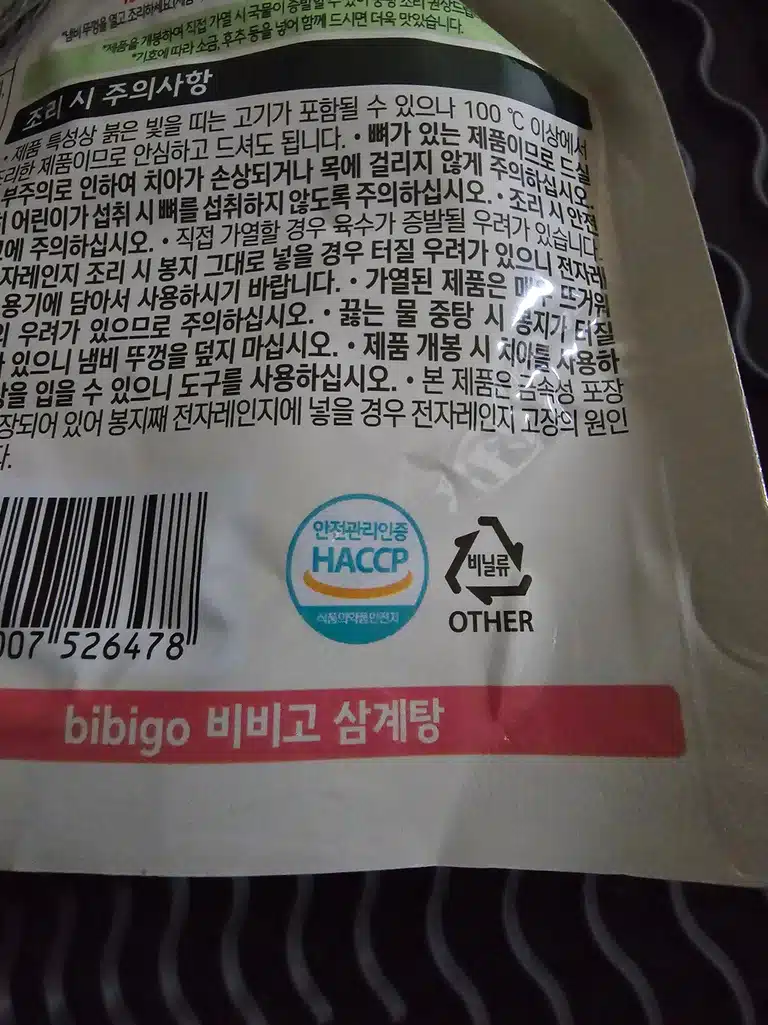 *냄비 뚜껑을 열고 조리하세요
*제품을 개봉하여 직접 가열 시 국물이 증발할 수 있어 중탕 조리 권장드립
*기호에 따라 소금, 후추 등을 넣어 함께 드시면 더욱 맛있습니다.
조리 시 주의사항
• 제품 특성상 붉은 빛을 띠는 고기가 포함될 수 있으나 100 ℃ 이상에서
조리한 제품이므로 안심하고 드셔도 됩니다. • 뼈가 있는 제품이므로 드실
부주의로 인하여 치아가 손상되거나 목에 걸리지 않게 주의하십시오.
히 어린이가 섭취 시 뼈를 섭취하지 않도록 주의하십시오. • 조리 시 안전
에 주의하십시오. • 직접 가열할 경우 육수가 증발될 우려가 있습니다.
자레인지 조리 시 봉지 그대로 넣을 경우 터질 우려가 있으니 전자레
용기에 담아서 사용하시기 바랍니다. • 가열된 제품은 매우 뜨거워
의 우려가 있으므로 주의하십시오. • 끓는 물 중탕 시 봉지가 터질
가 있으니 냄비 뚜껑을 덮지 마십시오. • 제품 개봉 시 치아를 사용하
상을 입을 수 있으니 도구를 사용하십시오. • 본 제품은 금속성 포장
장되어 있어 봉지째 전자레인지에 넣을 경우 전자레인지 고장의 원인
다.
안전관리인증
HACCP
식품의약품안전처
비닐류
OTHER
007 526478
bibigo 비비고 삼계탕